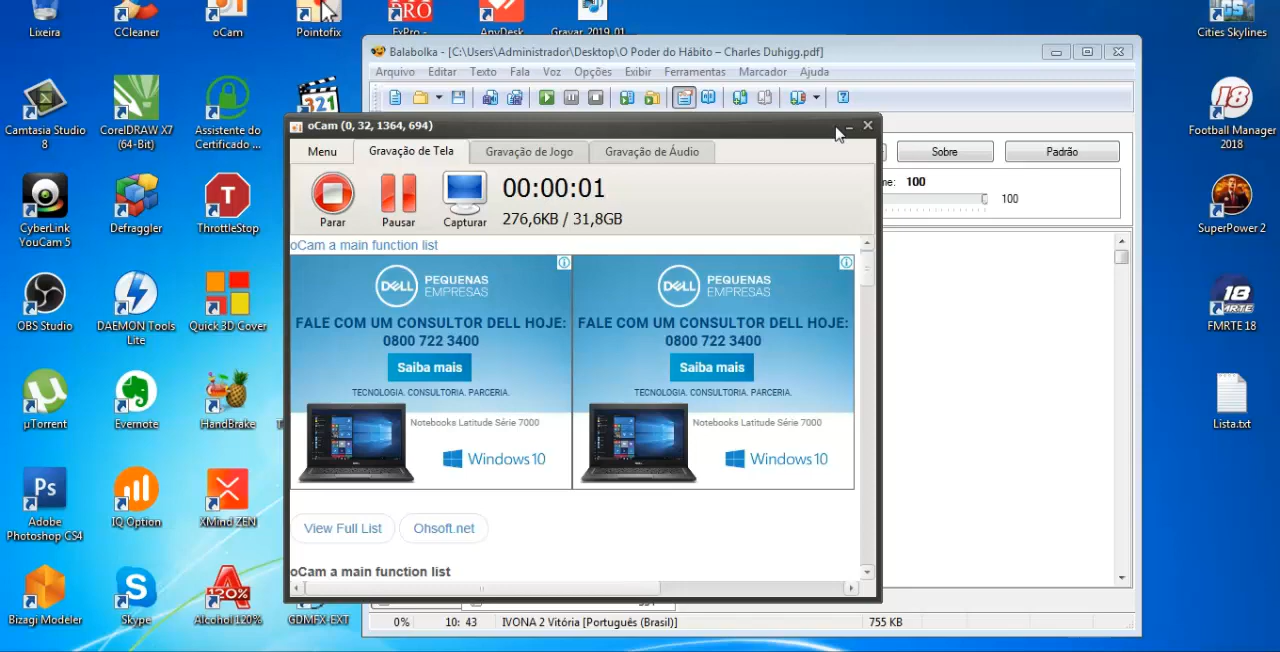 Lixeira
CCleaner
oCam
Pointofix
ExPro -
AnyDesk
Gravar 2019 01
Cities Skylines
Camtasia Studio 8
CorelDRAW X7 (64-Bit)
Assistente do Certificado ...
321
Football Manager 2018
18
CyberLink YouCam 5
Defraggler
ThrottleStop
SuperPower 2
OBS Studio
DAEMON Tools Lite
Quick 3D Cover
FMRTE 18
µTorrent
Evernote
HandBrake
Lista.txt
Ps
Adobe Photoshop CS4
IQ Option
XMind ZEN
Bizagi Modeler
Skype
120%
Alcohol 120%
GDMFX-EXT
Balabolka - [C:\Users\Administrador\Desktop\O Poder do Hábito – Charles Duhigg.pdf]
Arquivo Editar Texto Fala Voz Opções Exibir Ferramentas Marcador Ajuda
Sobre Padrão
100
100
0% 10: 43 IVONA 2 Vitória [Português (Brasil)] 755 KB
oCam (0, 32, 1364, 694)
Menu Gravação de Tela Gravação de Jogo Gravação de Áudio
00:00:01
276,6KB / 31,8GB
Parar Pausar Capturar
oCam a main function list
DELL PEQUENAS EMPRESAS
FALE COM UM CONSULTOR DELL HOJE:
0800 722 3400
Saiba mais
TECNOLOGIA. CONSULTORIA. PARCERIA.
Notebooks Latitude Série 7000
Windows 10
DELL PEQUENAS EMPRESAS
FALE COM UM CONSULTOR DELL HOJE:
0800 722 3400
Saiba mais
TECNOLOGIA. CONSULTORIA. PARCERIA.
Notebooks Latitude Série 7000
Windows 10
View Full List Ohsoft.net
oCam a main function list